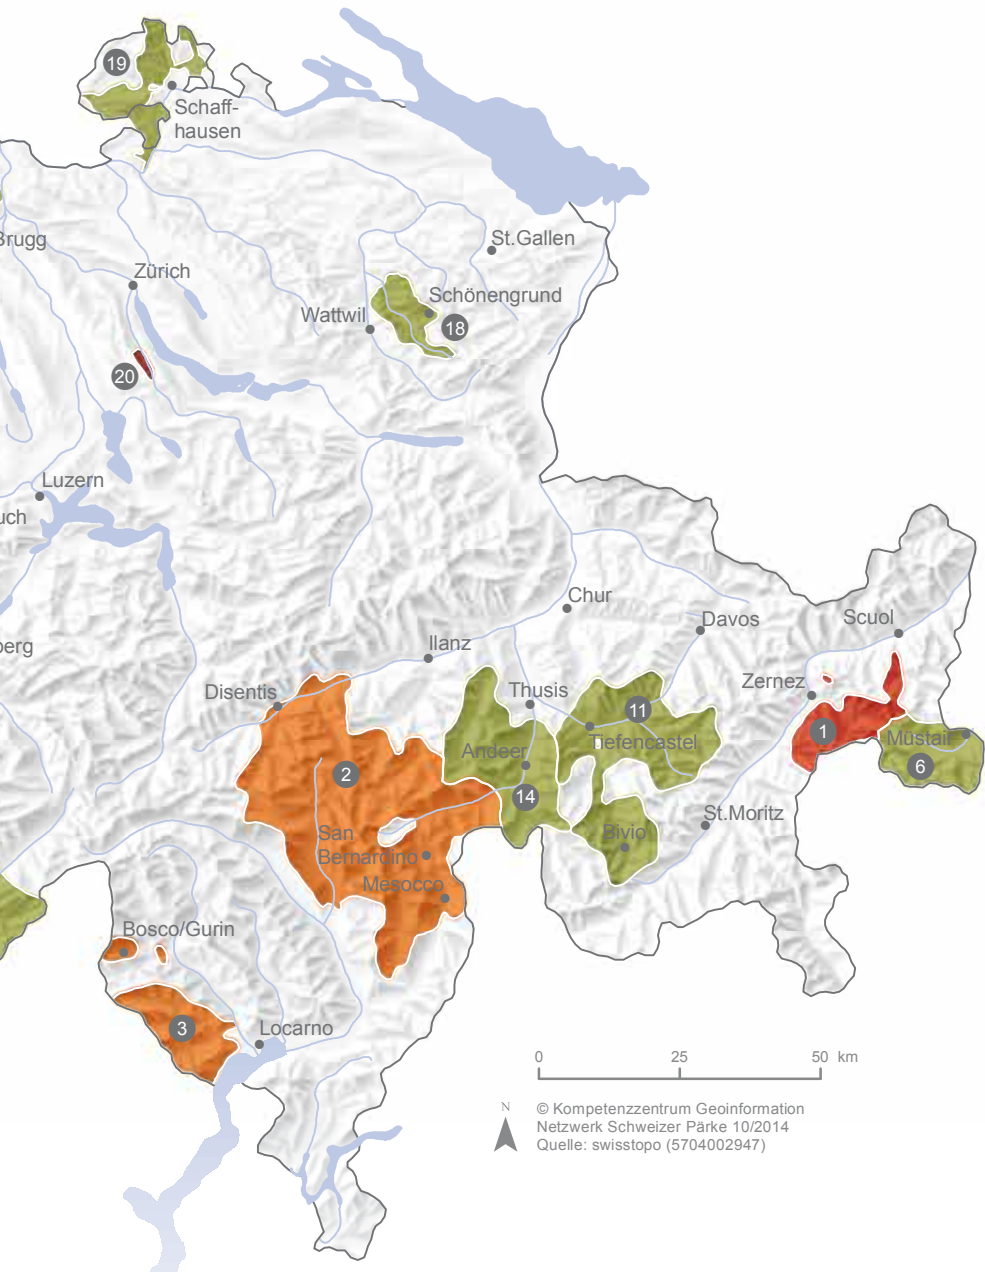 19
Schaff-
hausen
Brugg
St.Gallen
Zürich
Schönengrund
Wattwil
18
20
Luzern
uch
Chur
Davos
Scuol
berg
Ilanz
Zernez
Disentis
Thusis
11
1
Müstair
Tiefencastel
Andeer
6
2
14
St.Moritz
San
Bernardino
Bivio
Mesocco
Bosco/Gurin
3
Locarno
0 25 50 km
N
© Kompetenzzentrum Geoinformation
Netzwerk Schweizer Pärke 10/2014
Quelle: swisstopo (5704002947)